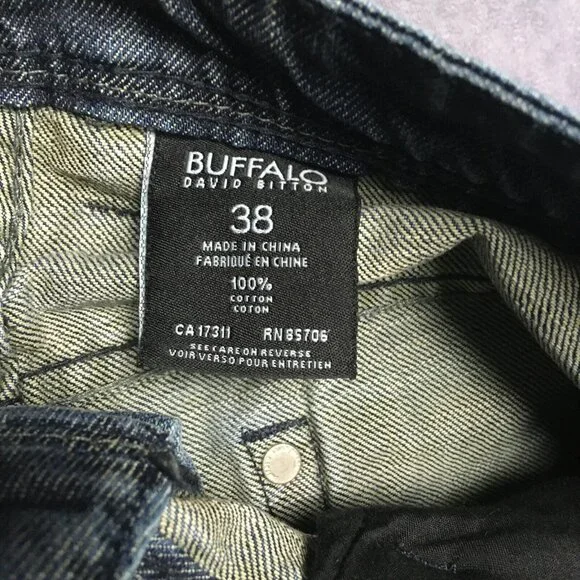 BUFFALO
DAVID BITTON
38
MADE IN CHINA
FABRIQUÉ EN CHINE
100%
COTTON
COTON
CA 17311 RN 85706
SEE CARE ON REVERSE
VOIR VERSO POUR ENTRETIEN